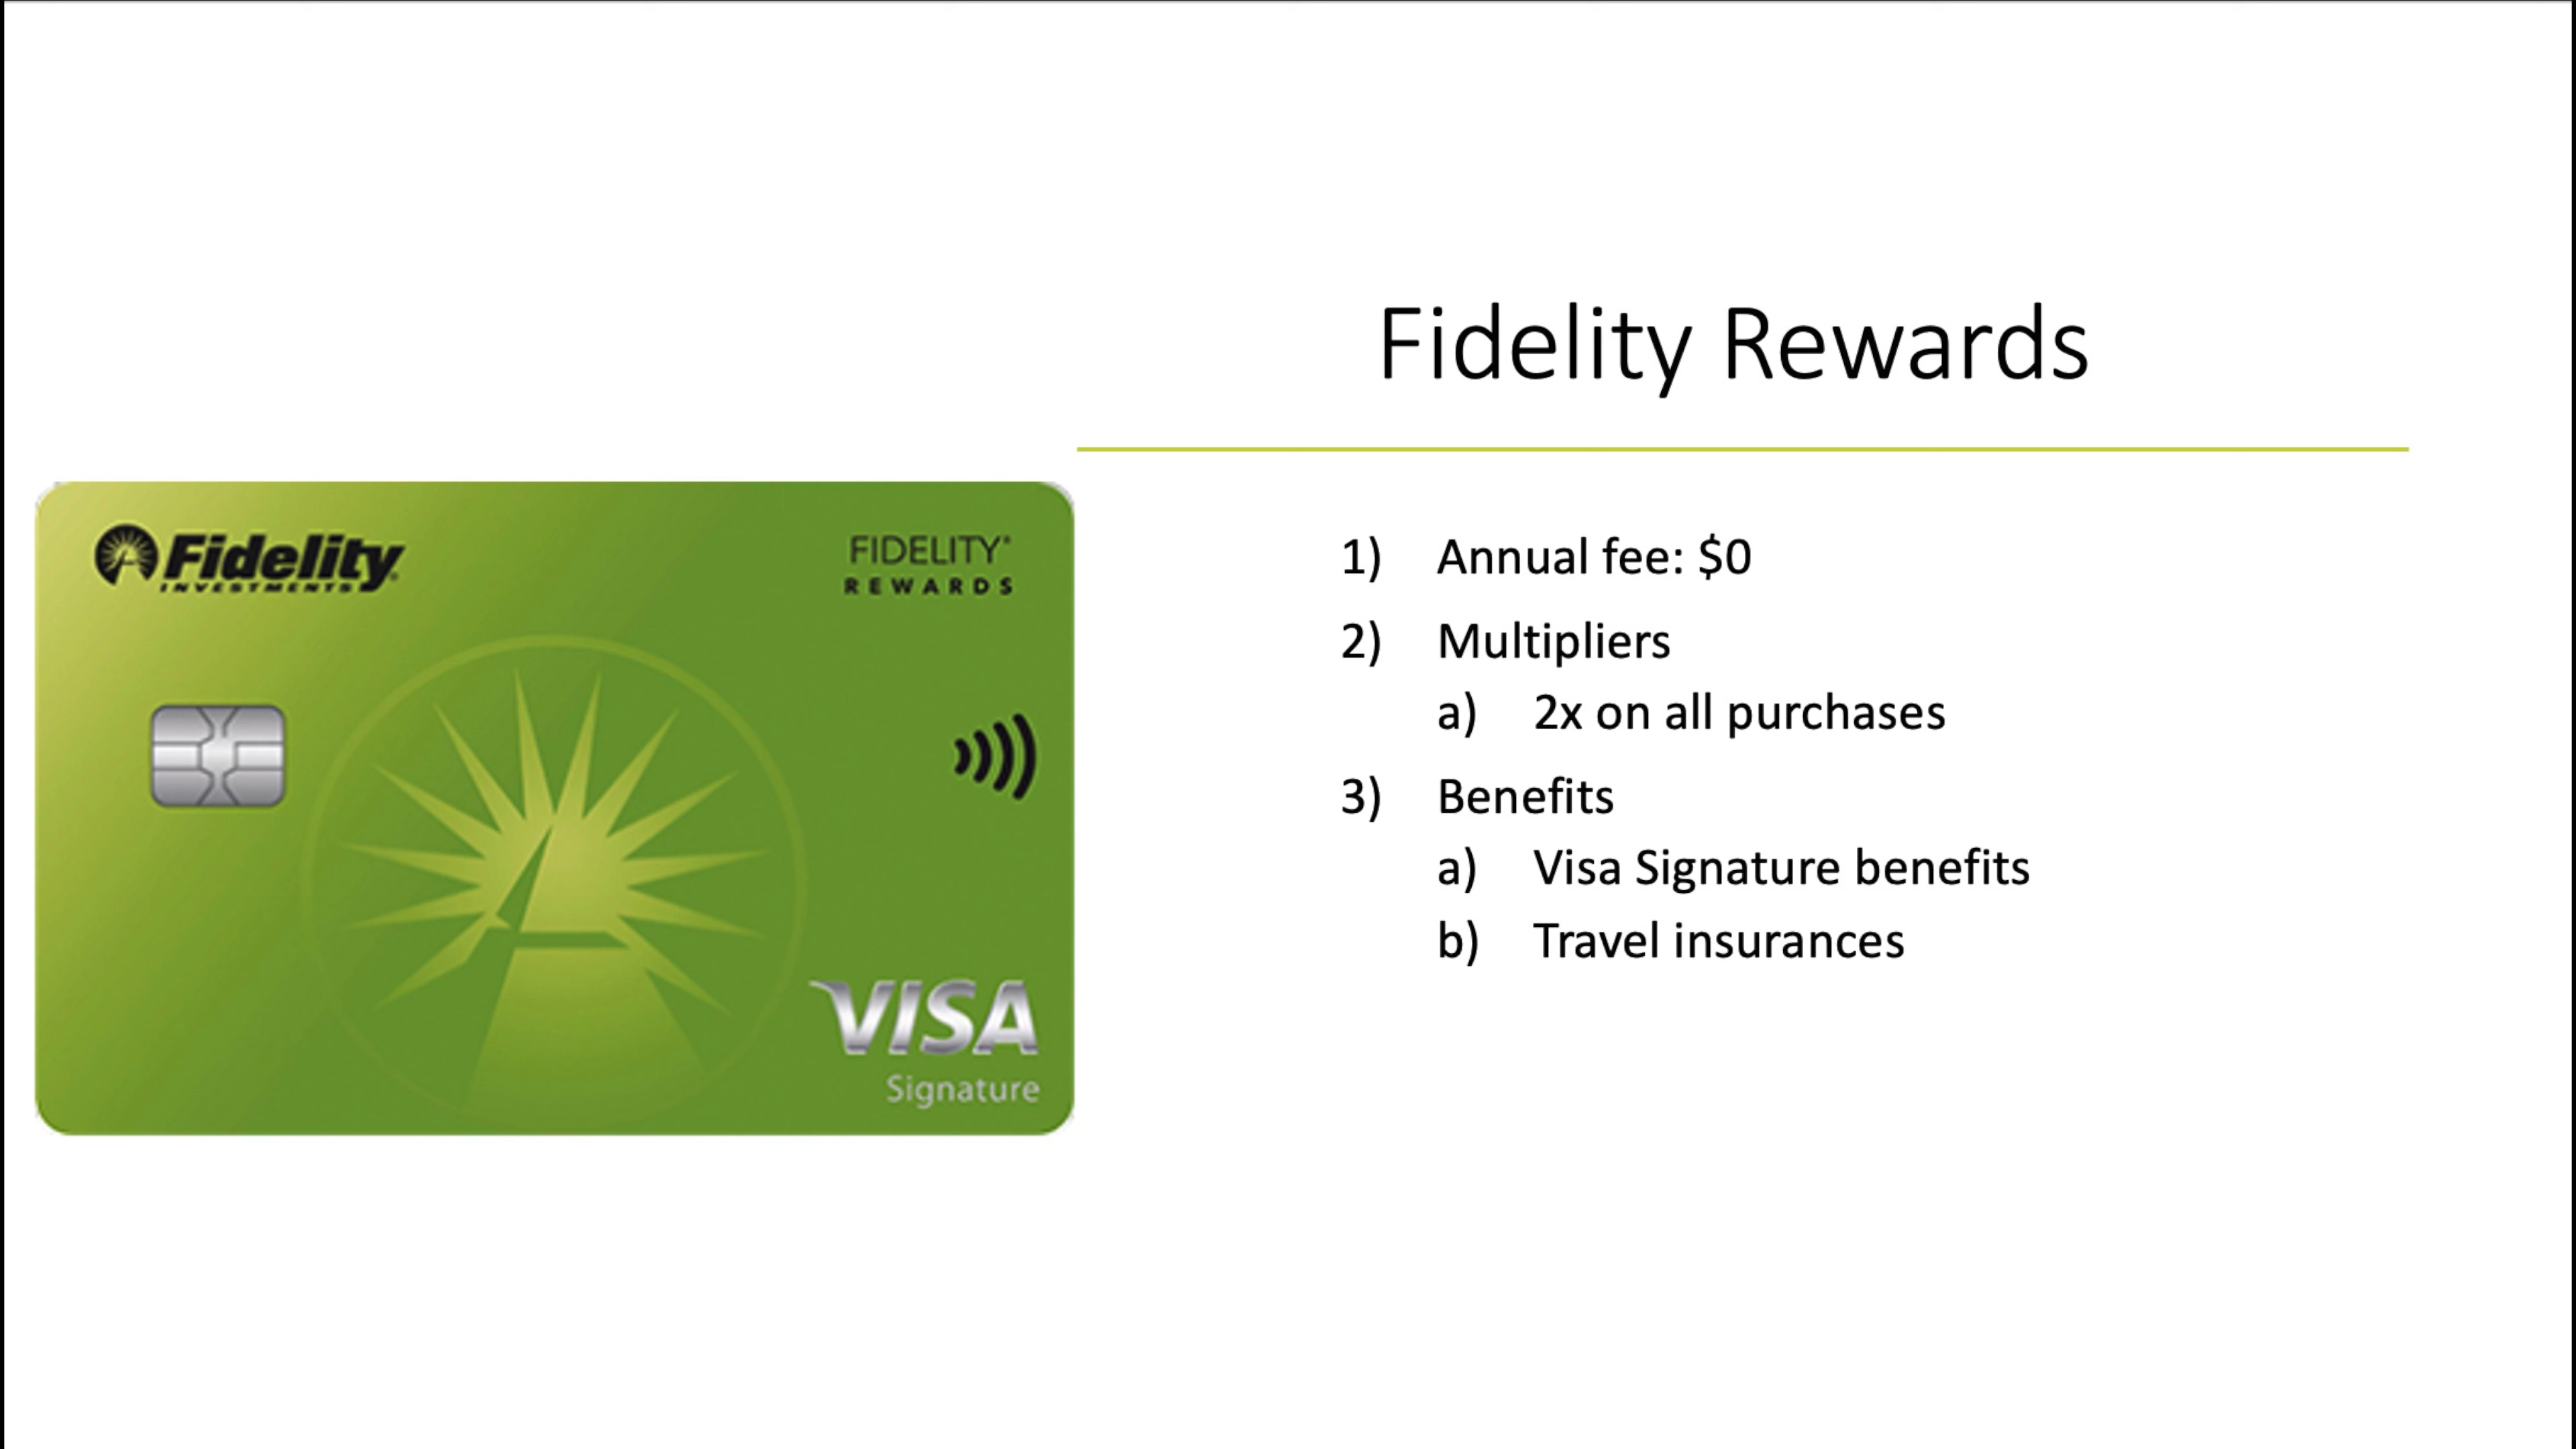 Fidelity Rewards
Fidelity
INVESTMENTS
FIDELITY®
REWARDS
VISA
Signature
1) Annual fee: $0
2) Multipliers
a) 2x on all purchases
3) Benefits
a) Visa Signature benefits
b) Travel insurances